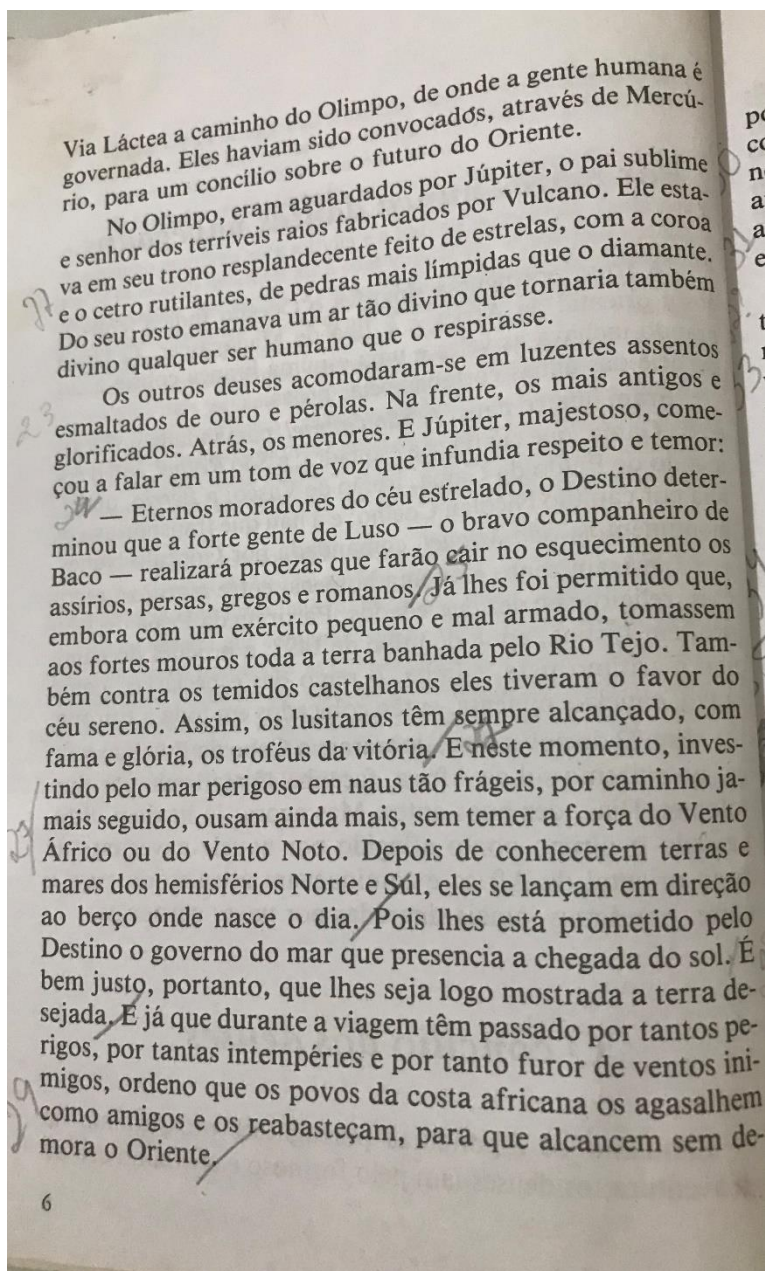 Via Láctea a caminho do Olimpo, de onde a gente humana é
governada. Eles haviam sido convocados, através de Mercú-
rio, para um concílio sobre o futuro do Oriente.
No Olimpo, eram aguardados por Júpiter, o pai sublime
e senhor dos terríveis raios fabricados por Vulcano. Ele esta-
va em seu trono resplandecente feito de estrelas, com a coroa
e o cetro rutilantes, de pedras mais límpidas que o diamante.
Do seu rosto emanava um ar tão divino que tornaria também
divino qualquer ser humano que o respirasse.
Os outros deuses acomodaram-se em luzentes assentos
esmaltados de ouro e pérolas. Na frente, os mais antigos e
glorificados. Atrás, os menores. E Júpiter, majestoso, come-
çou a falar em um tom de voz que infundia respeito e temor:
— Eternos moradores do céu estrelado, o Destino deter-
minou que a forte gente de Luso — o bravo companheiro de
Baco — realizará proezas que farão cair no esquecimento os
assírios, persas, gregos e romanos. Já lhes foi permitido que,
embora com um exército pequeno e mal armado, tomassem
aos fortes mouros toda a terra banhada pelo Rio Tejo. Tam-
bém contra os temidos castelhanos eles tiveram o favor do
céu sereno. Assim, os lusitanos têm sempre alcançado, com
fama e glória, os troféus da vitória. E neste momento, inves-
tindo pelo mar perigoso em naus tão frágeis, por caminho ja-
mais seguido, ousam ainda mais, sem temer a força do Vento
Áfrico ou do Vento Noto. Depois de conhecerem terras e
mares dos hemisférios Norte e Sul, eles se lançam em direção
ao berço onde nasce o dia. Pois lhes está prometido pelo
Destino o governo do mar que presencia a chegada do sol. É
bem justo, portanto, que lhes seja logo mostrada a terra de-
sejada. E já que durante a viagem têm passado por tantos pe-
rigos, por tantas intempéries e por tanto furor de ventos ini-
migos, ordeno que os povos da costa africana os agasalhem
como amigos e os reabasteçam, para que alcancem sem de-
mora o Oriente.
6